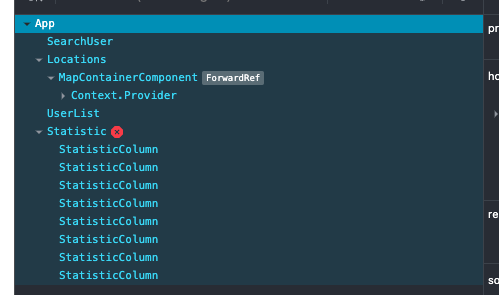 App
SearchUser
Locations
MapContainerComponent ForwardRef
Context.Provider
UserList
Statistic
StatisticColumn
StatisticColumn
StatisticColumn
StatisticColumn
StatisticColumn
StatisticColumn
StatisticColumn
StatisticColumn
pr
ho
re
so